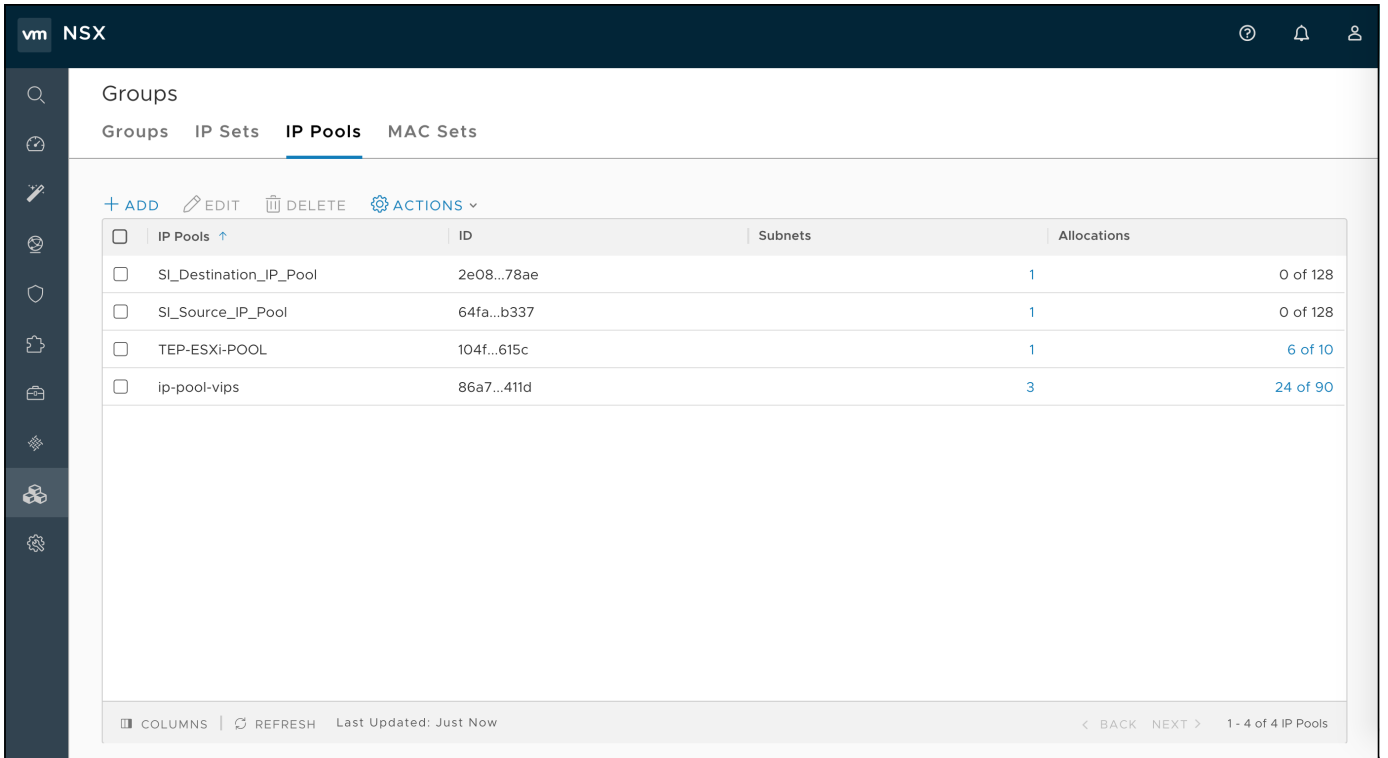 vm NSX
Groups
Groups IP Sets IP Pools MAC Sets
ADD EDIT DELETE ACTIONS
IP Pools ↑ ID Subnets Allocations
SI_Destination_IP_Pool 2e08...78ae 1 0 of 128
SI_Source_IP_Pool 64fa...b337 1 0 of 128
TEP-ESXi-POOL 104f...615c 1 6 of 10
ip-pool-vips 86a7...411d 3 24 of 90
COLUMNS REFRESH Last Updated: Just Now BACK NEXT 1 - 4 of 4 IP Pools